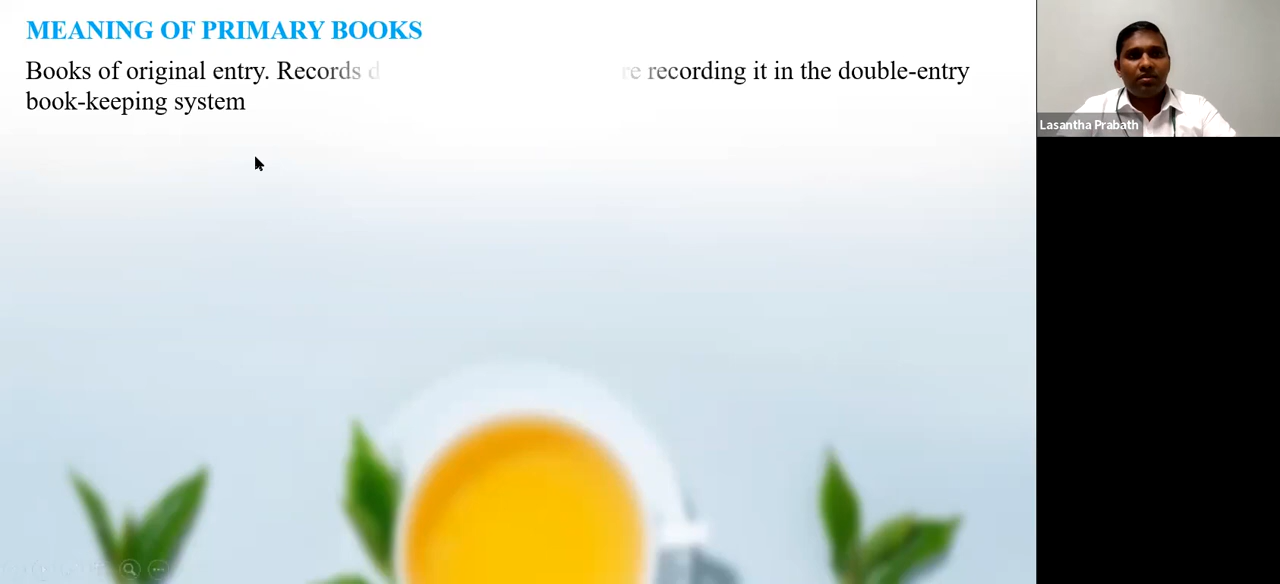 MEANING OF PRIMARY BOOKS
Books of original entry. Records recording it in the double-entry
book-keeping system
Lasantha Prabath